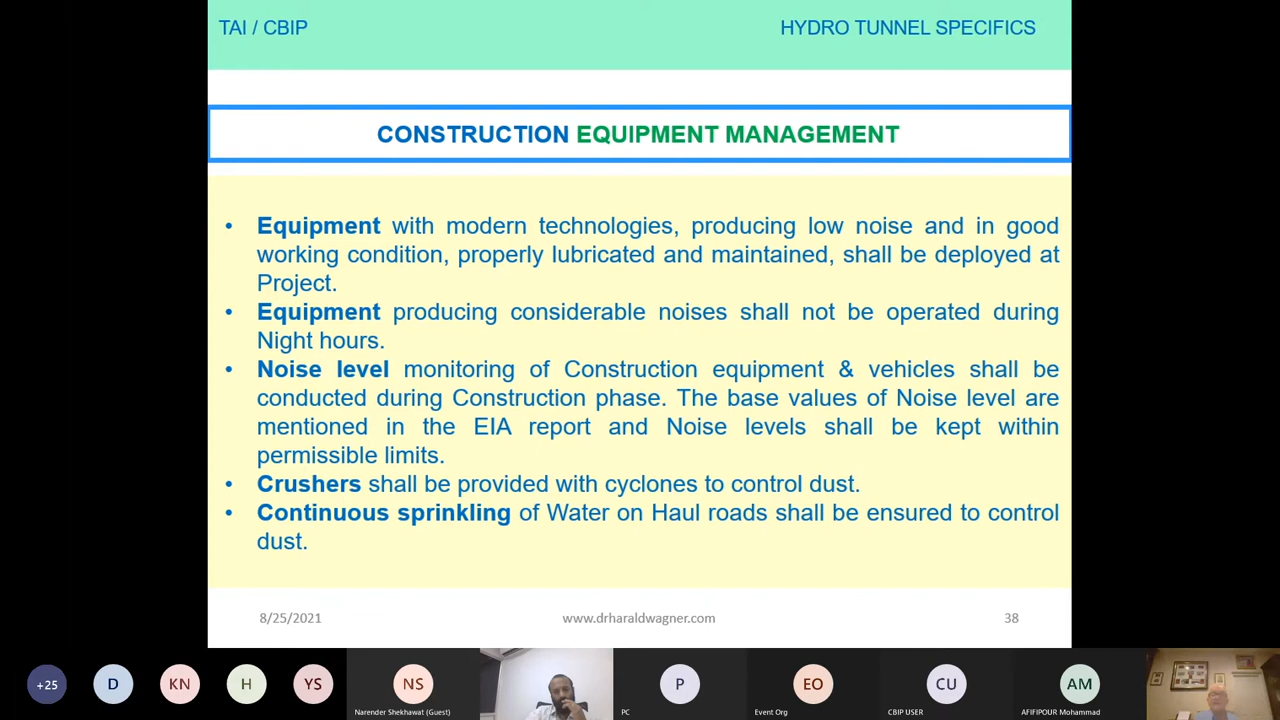 TAI / CBIP
HYDRO TUNNEL SPECIFICS
CONSTRUCTION EQUIPMENT MANAGEMENT
• Equipment with modern technologies, producing low noise and in good
working condition, properly lubricated and maintained, shall be deployed at
Project.
• Equipment producing considerable noises shall not be operated during
Night hours.
• Noise level monitoring of Construction equipment & vehicles shall be
conducted during Construction phase. The base values of Noise level are
mentioned in the EIA report and Noise levels shall be kept within
permissible limits.
• Crushers shall be provided with cyclones to control dust.
• Continuous sprinkling of Water on Haul roads shall be ensured to control
dust.
8/25/2021
www.drharaldwagner.com
38
+25
D
KN
H
YS
NS
Narender Shekhawat (Guest)
P
PC
EO
Event Org
CU
CBIP USER
AM
AFIFIPOUR Mohammad